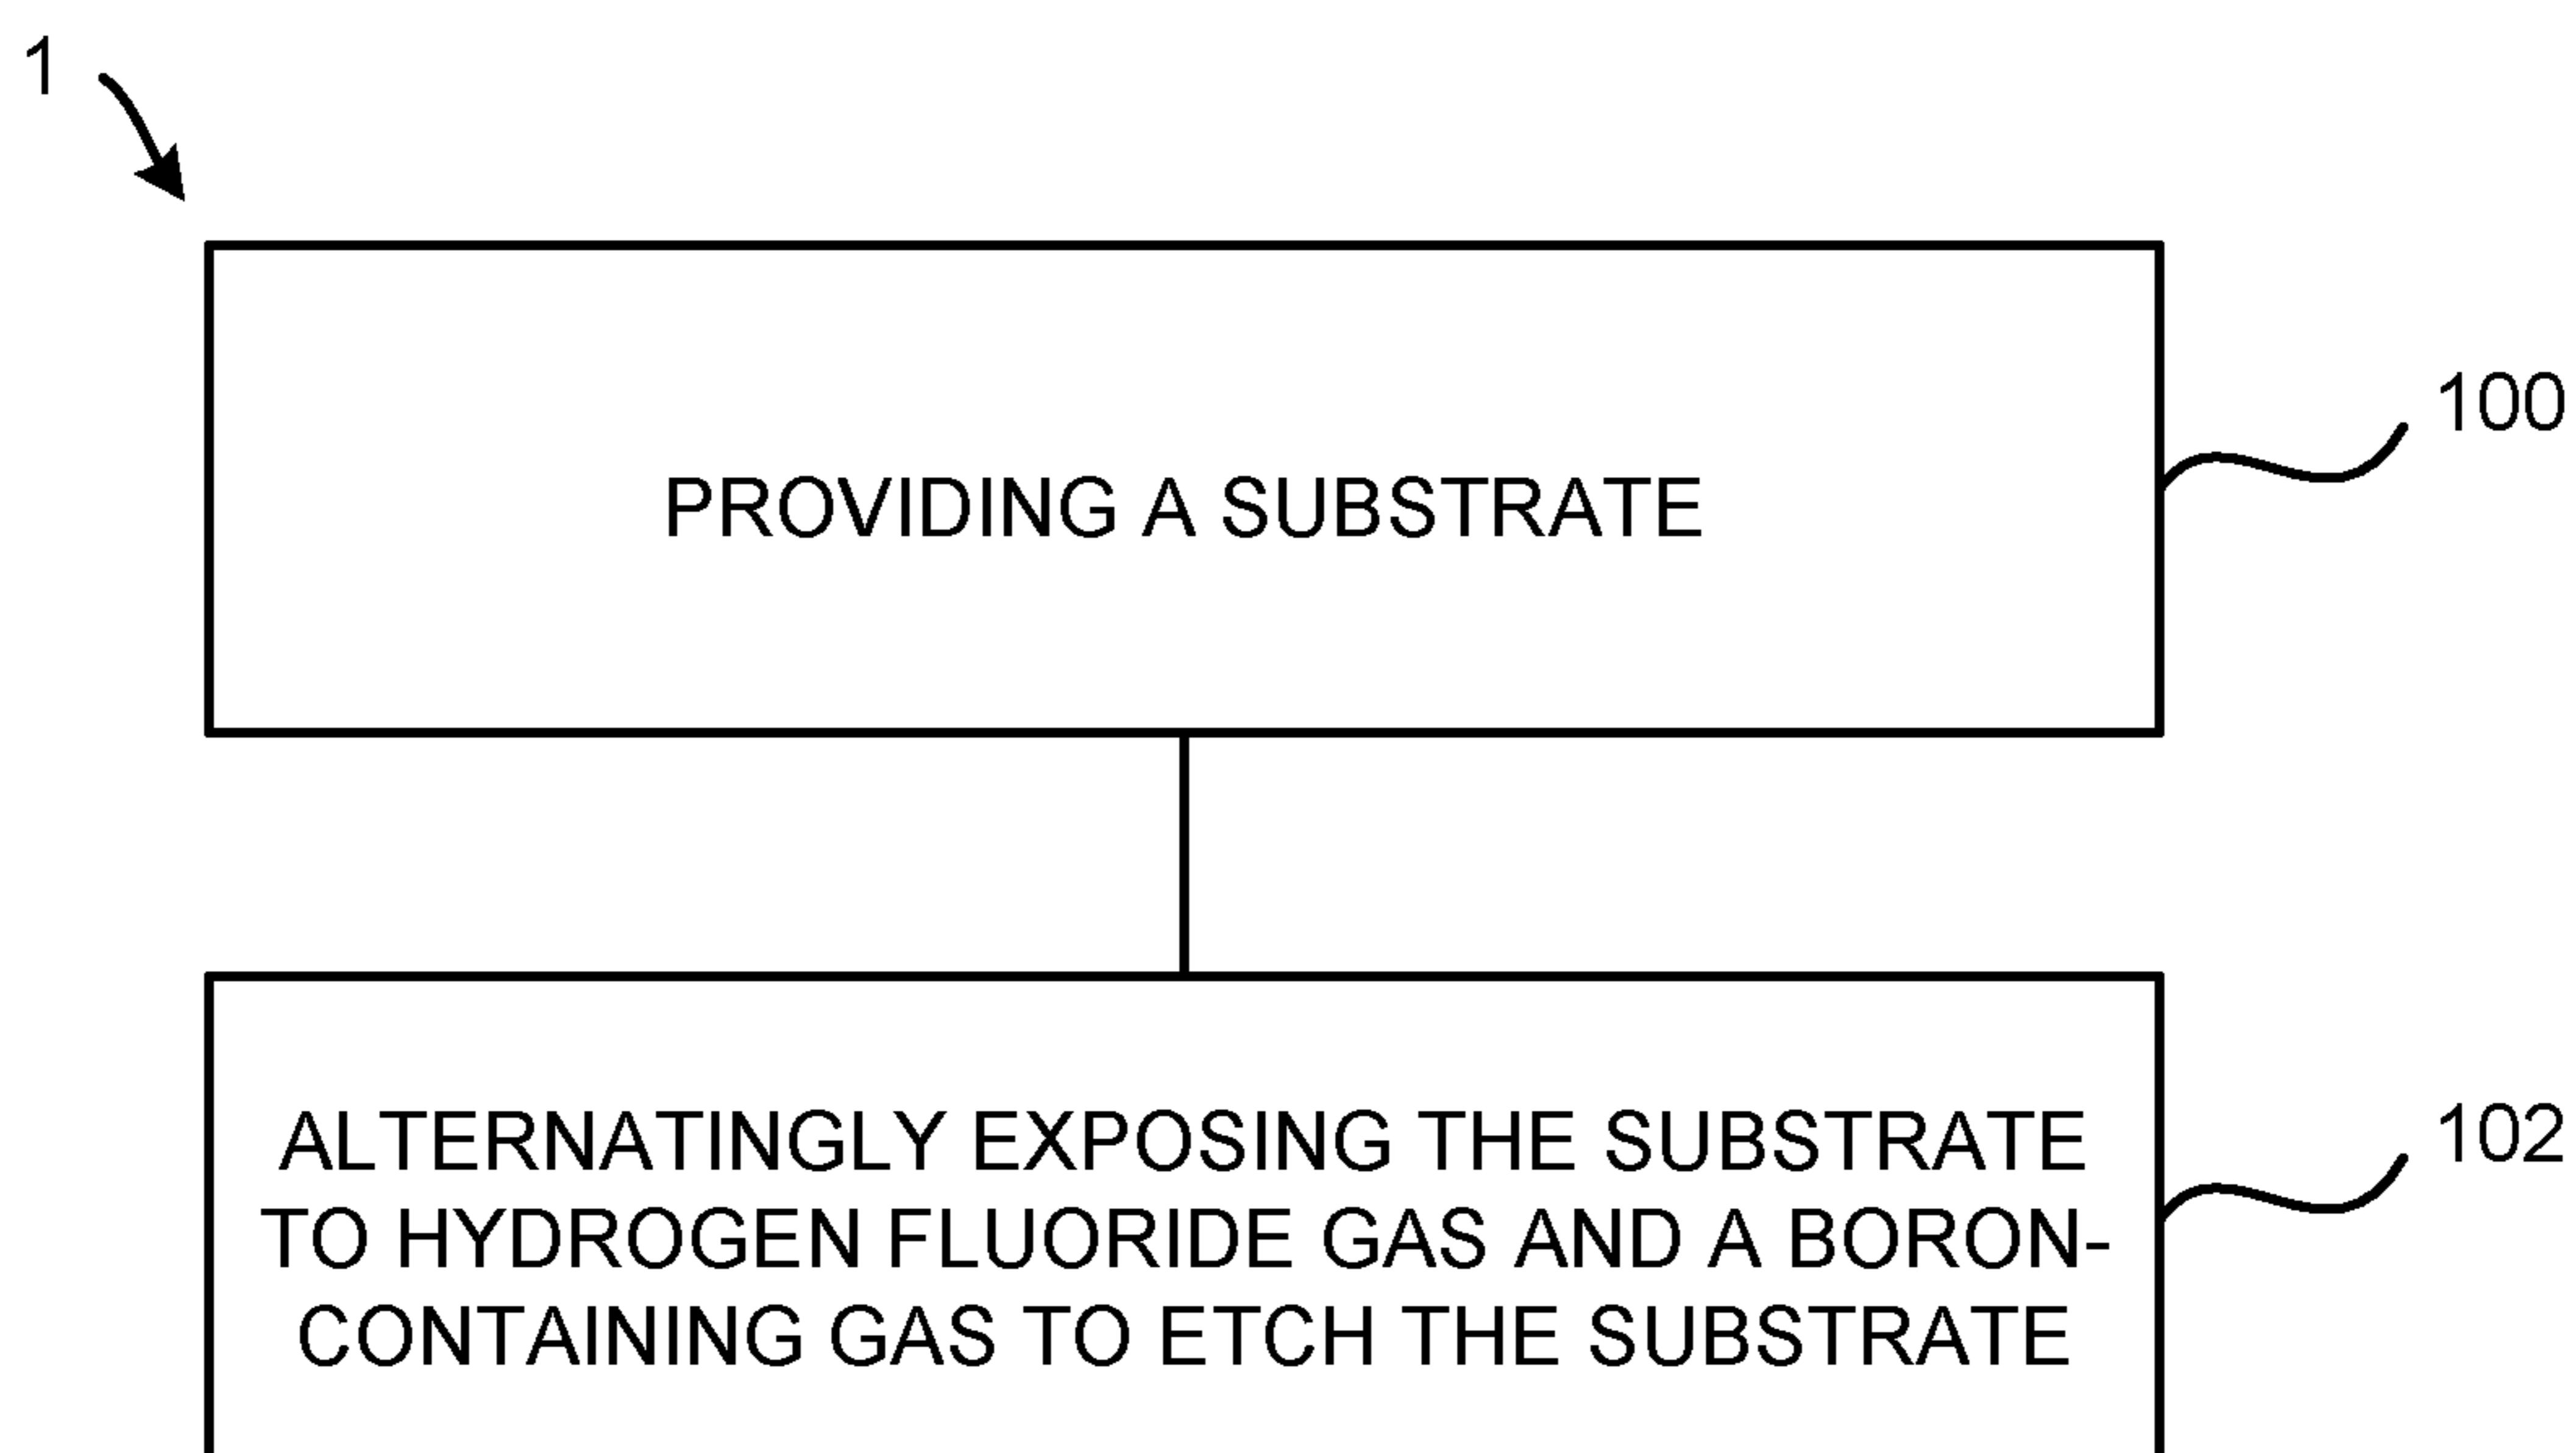 1
PROVIDING A SUBSTRATE
100
ALTERNATINGLY EXPOSING THE SUBSTRATE
TO HYDROGEN FLUORIDE GAS AND A BORON-
CONTAINING GAS TO ETCH THE SUBSTRATE
102